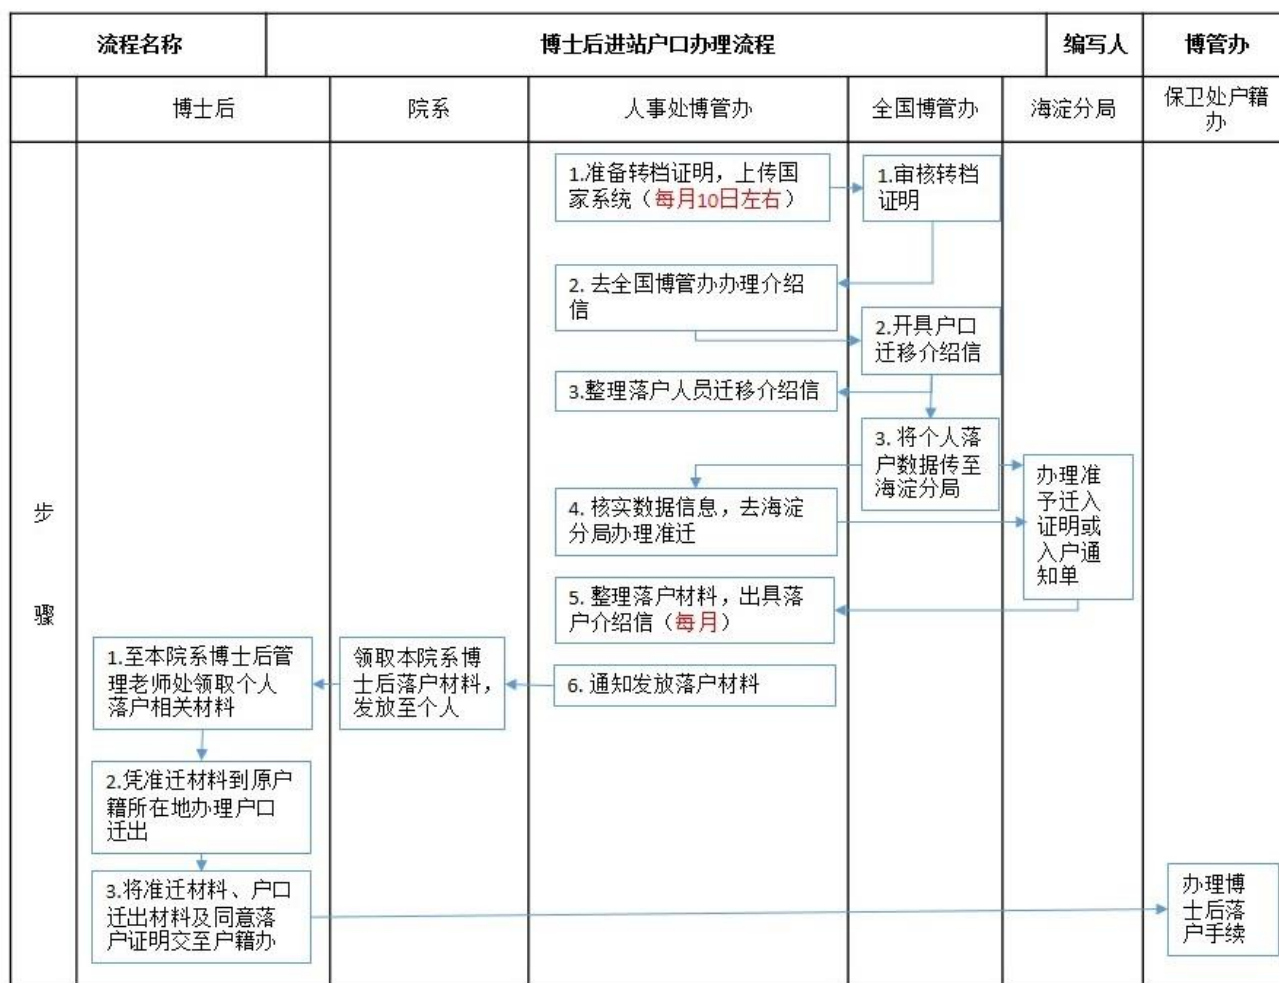 流程名称
博士后进站户口办理流程
编写人
博管办
博士后
院系
人事处博管办
全国博管办
海淀分局
保卫处户籍
办
步
骤
1.准备转档证明，上传国
家系统（每月10日左右）
1.审核转档
证明
2. 去全国博管办办理介绍
信
2.开具户口
迁移介绍信
3.整理落户人员迁移介绍信
3. 将个人落
户数据传至
海淀分局
4. 核实数据信息，去海淀
分局办理准迁
办理准
予迁入
证明或
入户通
知单
5. 整理落户材料，出具落
户介绍信（每月）
6. 通知发放落户材料
领取本院系博
士后落户材料，
发放至个人
1.至本院系博士后管
理老师处领取个人
落户相关材料
2.凭准迁材料到原户
籍所在地办理户口
迁出
3.将准迁材料、户口
迁出材料及同意落
户证明交至户籍办
办理博
士后落
户手续